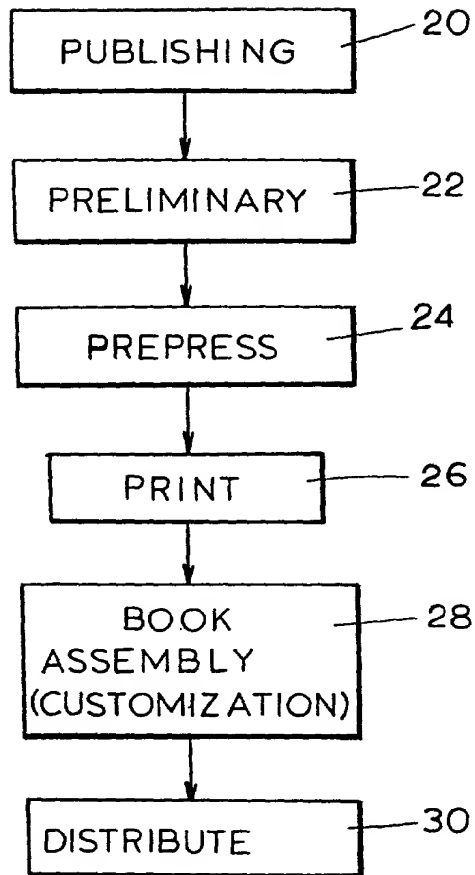 PUBLISHING
20
PRELIMINARY
22
PREPRESS
24
PRINT
26
BOOK
ASSEMBLY
(CUSTOMIZATION)
28
DISTRIBUTE
30